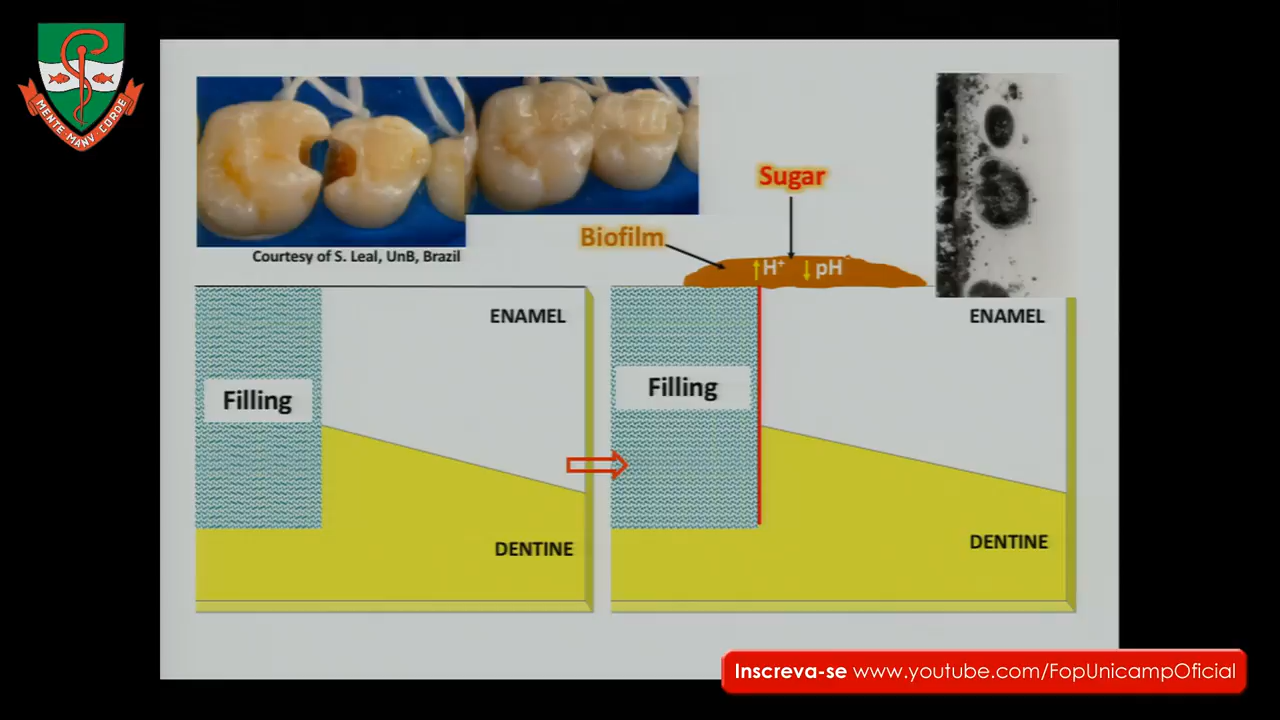 MENTE MANV CORDE
Courtesy of S. Leal, UnB, Brazil
Sugar
Biofilm
↑H⁺ ↓pH
ENAMEL
Filling
DENTINE
ENAMEL
Filling
DENTINE
Inscreva-se www.youtube.com/FopUnicampOficial